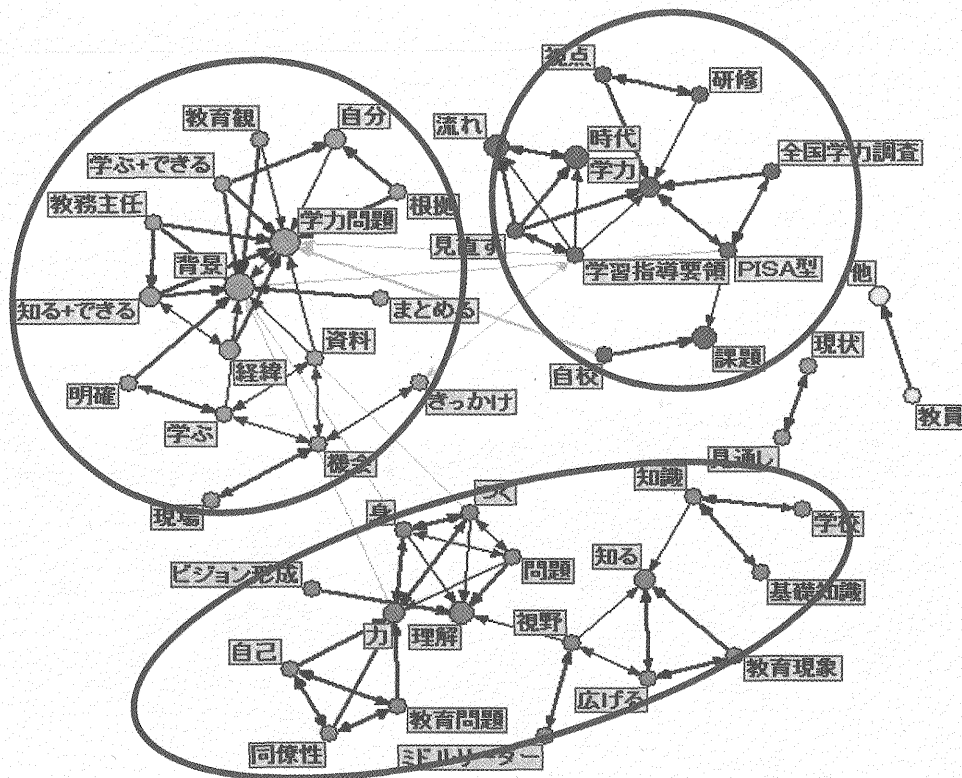 視点
研修
教育観
自分
流れ
時代
学力
全国学力調査
学ぶ+できる
教務主任
根拠
学力問題
見直す
学習指導要領
PISA型
背景
他
知る+できる
まとめる
資料
経緯
課題
現状
自校
明確
きっかけ
教員
学ぶ
機会
見通し
現場
知識
つく
身
学校
問題
知る
基礎知識
ビジョン形成
力
理解
視野
自己
教育現象
広げる
教育問題
同僚性
ミドルリーダー